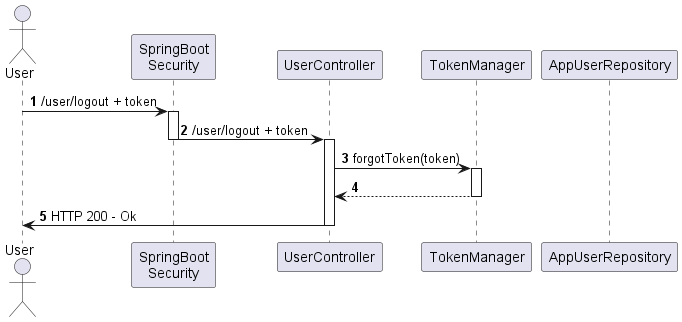 User
SpringBoot
Security
UserController
TokenManager
AppUserRepository
1 /user/logout + token
2 /user/logout + token
3 forgotToken(token)
4
5 HTTP 200 - Ok
User
SpringBoot
Security
UserController
TokenManager
AppUserRepository